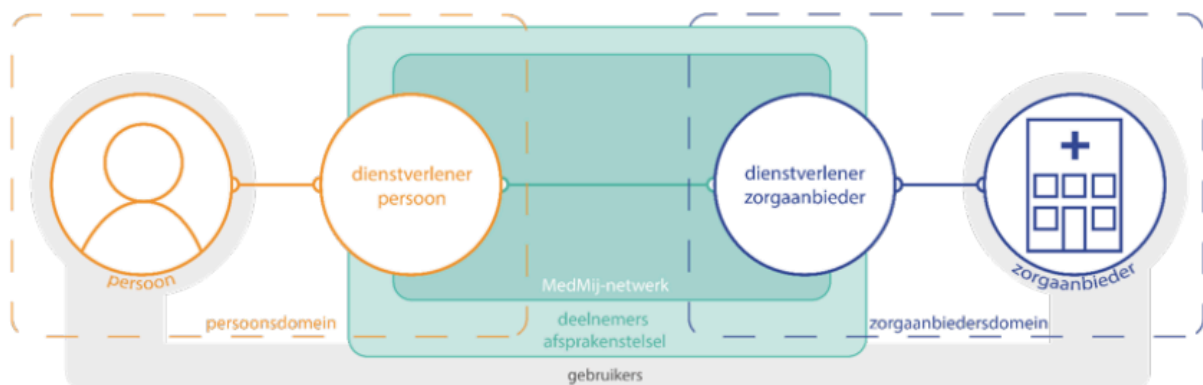 dienstverlener
persoon
dienstverlener
zorgaanbieder
persoon
zorgaanbieder
MedMij-netwerk
persoonsdomein
deelnemers
afsprakenstelsel
zorgaanbiedersdomein
gebruikers